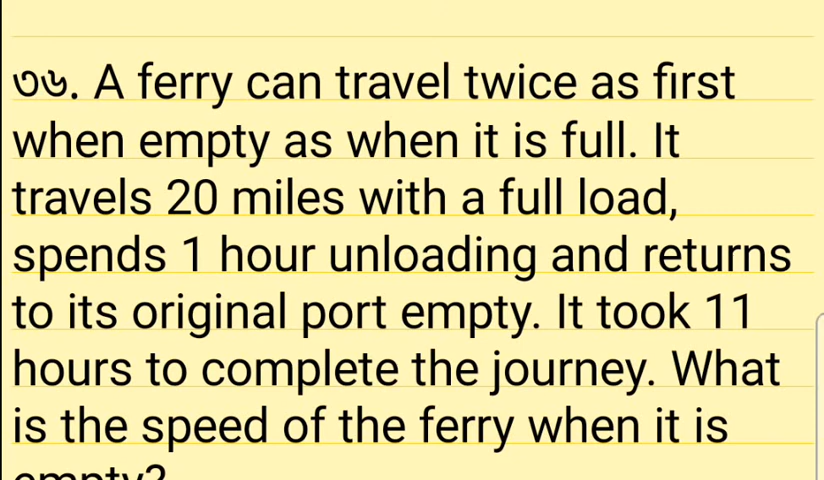 ৩৬. A ferry can travel twice as first
when empty as when it is full. It
travels 20 miles with a full load,
spends 1 hour unloading and returns
to its original port empty. It took 11
hours to complete the journey. What
is the speed of the ferry when it is
empty?